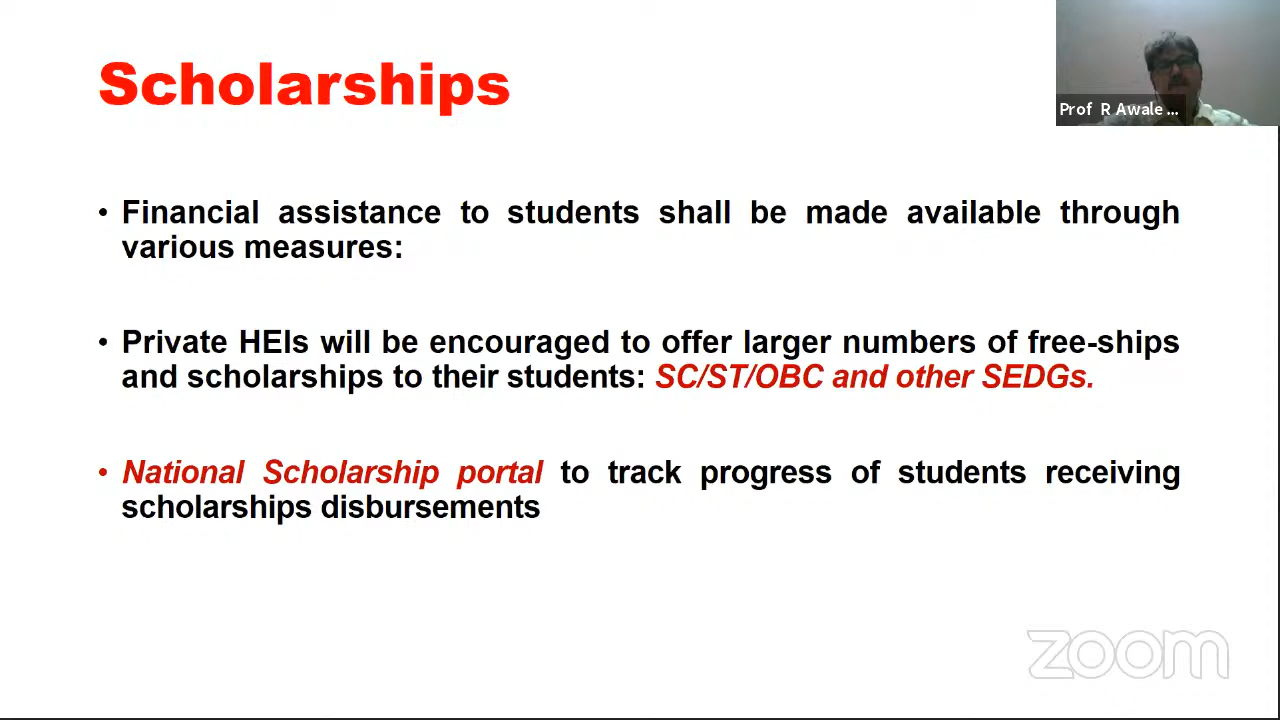 Scholarships
Prof R Awale ...
• Financial assistance to students shall be made available through
various measures:
• Private HEIs will be encouraged to offer larger numbers of free-ships
and scholarships to their students: SC/ST/OBC and other SEDGs.
• National Scholarship portal to track progress of students receiving
scholarships disbursements
zoom